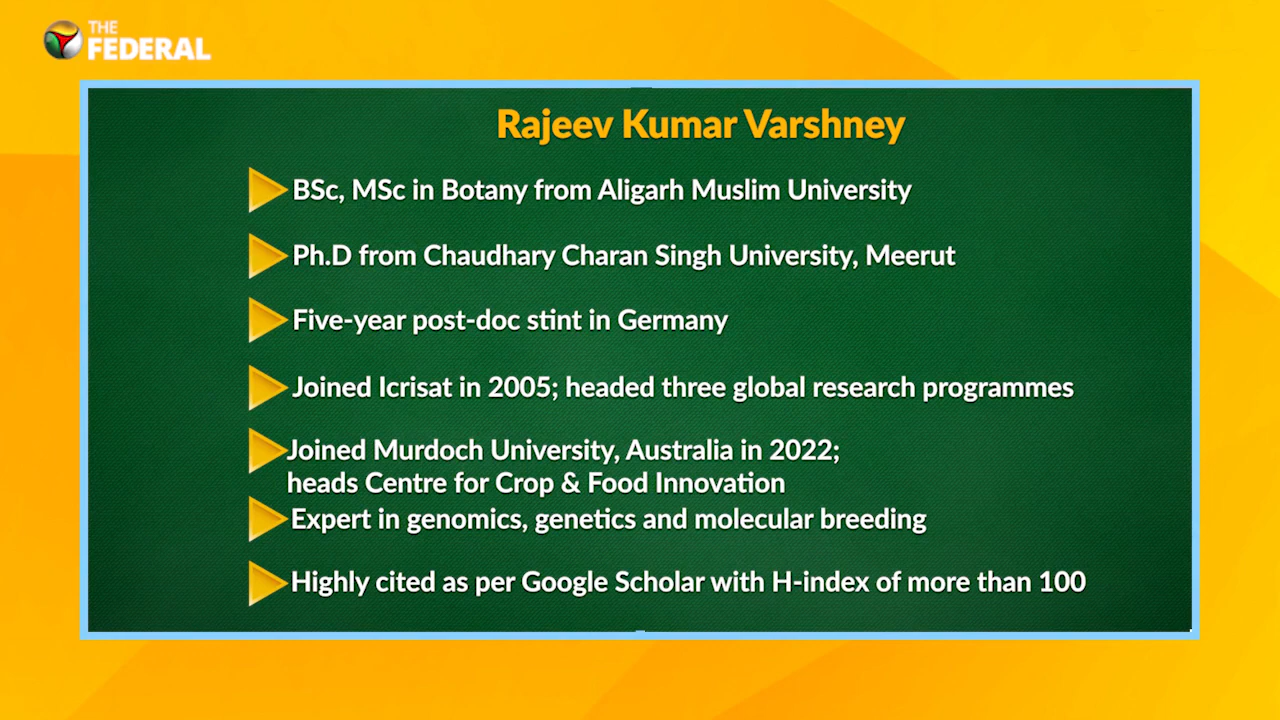 THE
FEDERAL
Rajeev Kumar Varshney
BSc, MSc in Botany from Aligarh Muslim University
Ph.D from Chaudhary Charan Singh University, Meerut
Five-year post-doc stint in Germany
Joined Icrisat in 2005; headed three global research programmes
Joined Murdoch University, Australia in 2022;
heads Centre for Crop & Food Innovation
Expert in genomics, genetics and molecular breeding
Highly cited as per Google Scholar with H-index of more than 100